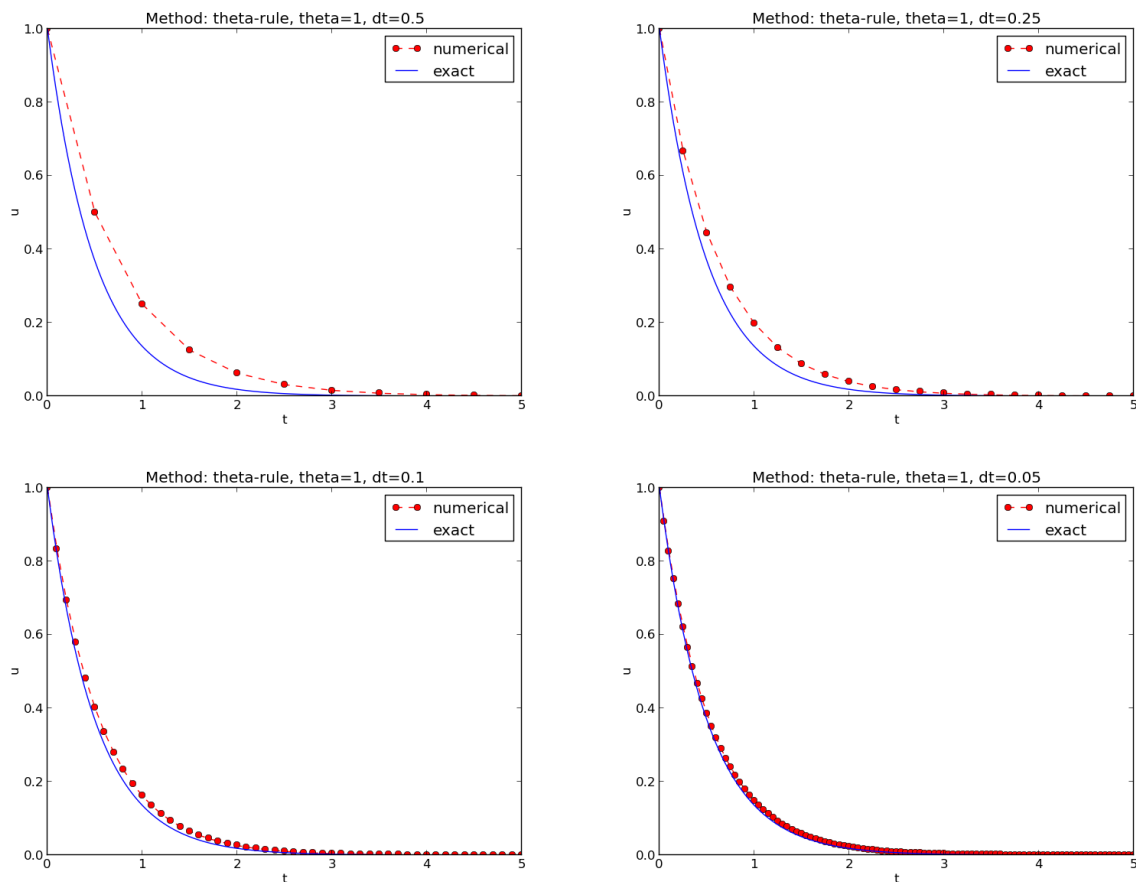 Method: theta-rule, theta=1, dt=0.5
1.0
0.8
0.6
0.4
0.2
0.0
u
numerical
exact
0 1 2 3 4 5
t
Method: theta-rule, theta=1, dt=0.25
1.0
0.8
0.6
0.4
0.2
0.0
u
numerical
exact
0 1 2 3 4 5
t
Method: theta-rule, theta=1, dt=0.1
1.0
0.8
0.6
0.4
0.2
0.0
u
numerical
exact
0 1 2 3 4 5
t
Method: theta-rule, theta=1, dt=0.05
1.0
0.8
0.6
0.4
0.2
0.0
u
numerical
exact
0 1 2 3 4 5
t